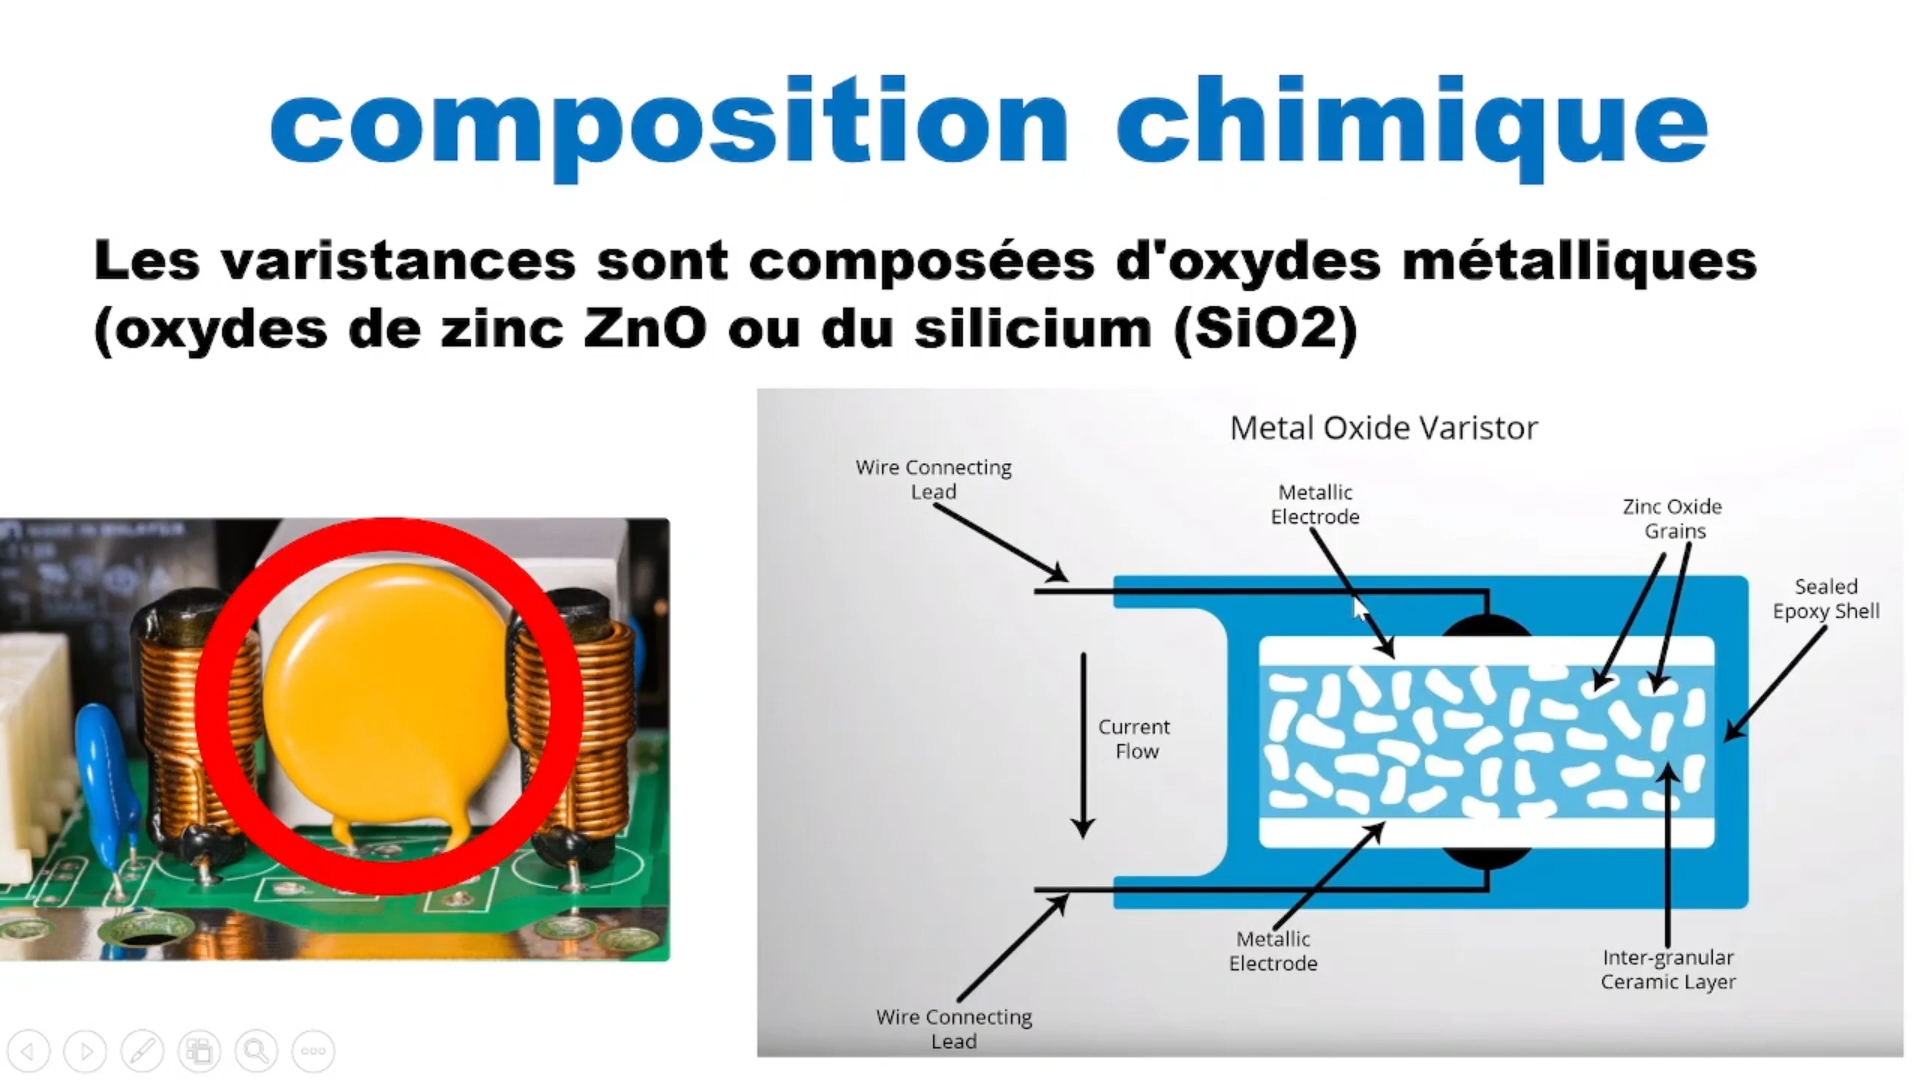 composition chimique
Les varistances sont composées d'oxydes métalliques
(oxydes de zinc ZnO ou du silicium (SiO2)
Metal Oxide Varistor
Wire Connecting
Lead
Metallic
Electrode
Zinc Oxide
Grains
Sealed
Epoxy Shell
Current
Flow
Metallic
Electrode
Inter-granular
Ceramic Layer
Wire Connecting
Lead